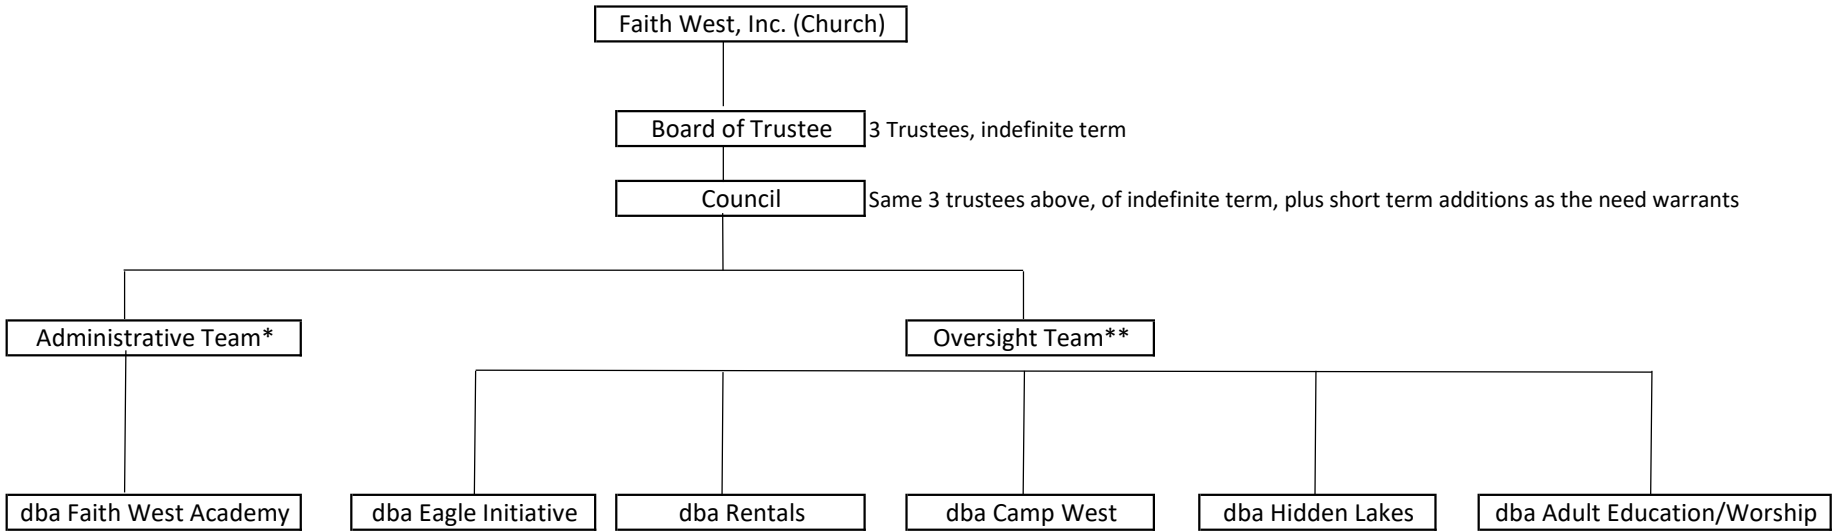 Faith West, Inc. (Church)
Board of Trustee
3 Trustees, indefinite term
Council
Same 3 trustees above, of indefinite term, plus short term additions as the need warrants
Administrative Team*
Oversight Team**
dba Faith West Academy
dba Eagle Initiative
dba Rentals
dba Camp West
dba Hidden Lakes
dba Adult Education/Worship